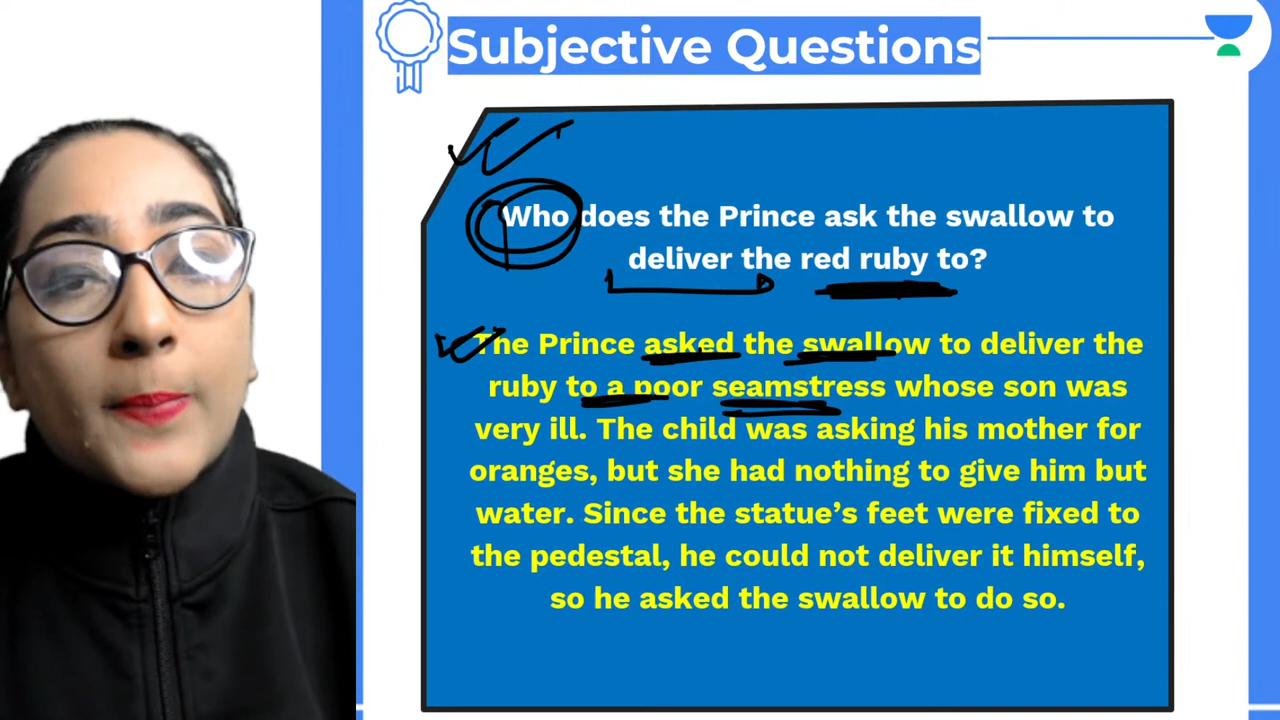 Subjective Questions
Who does the Prince ask the swallow to
deliver the red ruby to?
The Prince asked the swallow to deliver the
ruby to a poor seamstress whose son was
very ill. The child was asking his mother for
oranges, but she had nothing to give him but
water. Since the statue’s feet were fixed to
the pedestal, he could not deliver it himself,
so he asked the swallow to do so.